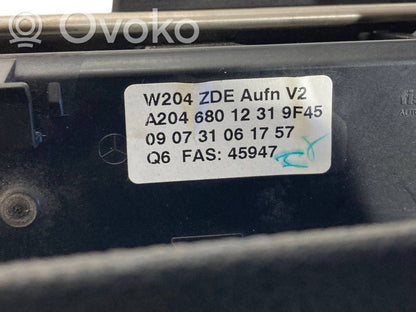 Ovoko
W204 ZDE Aufn V2
A204 680 12 31 9F45
09 07 31 06 17 57
Q6 FAS: 45947